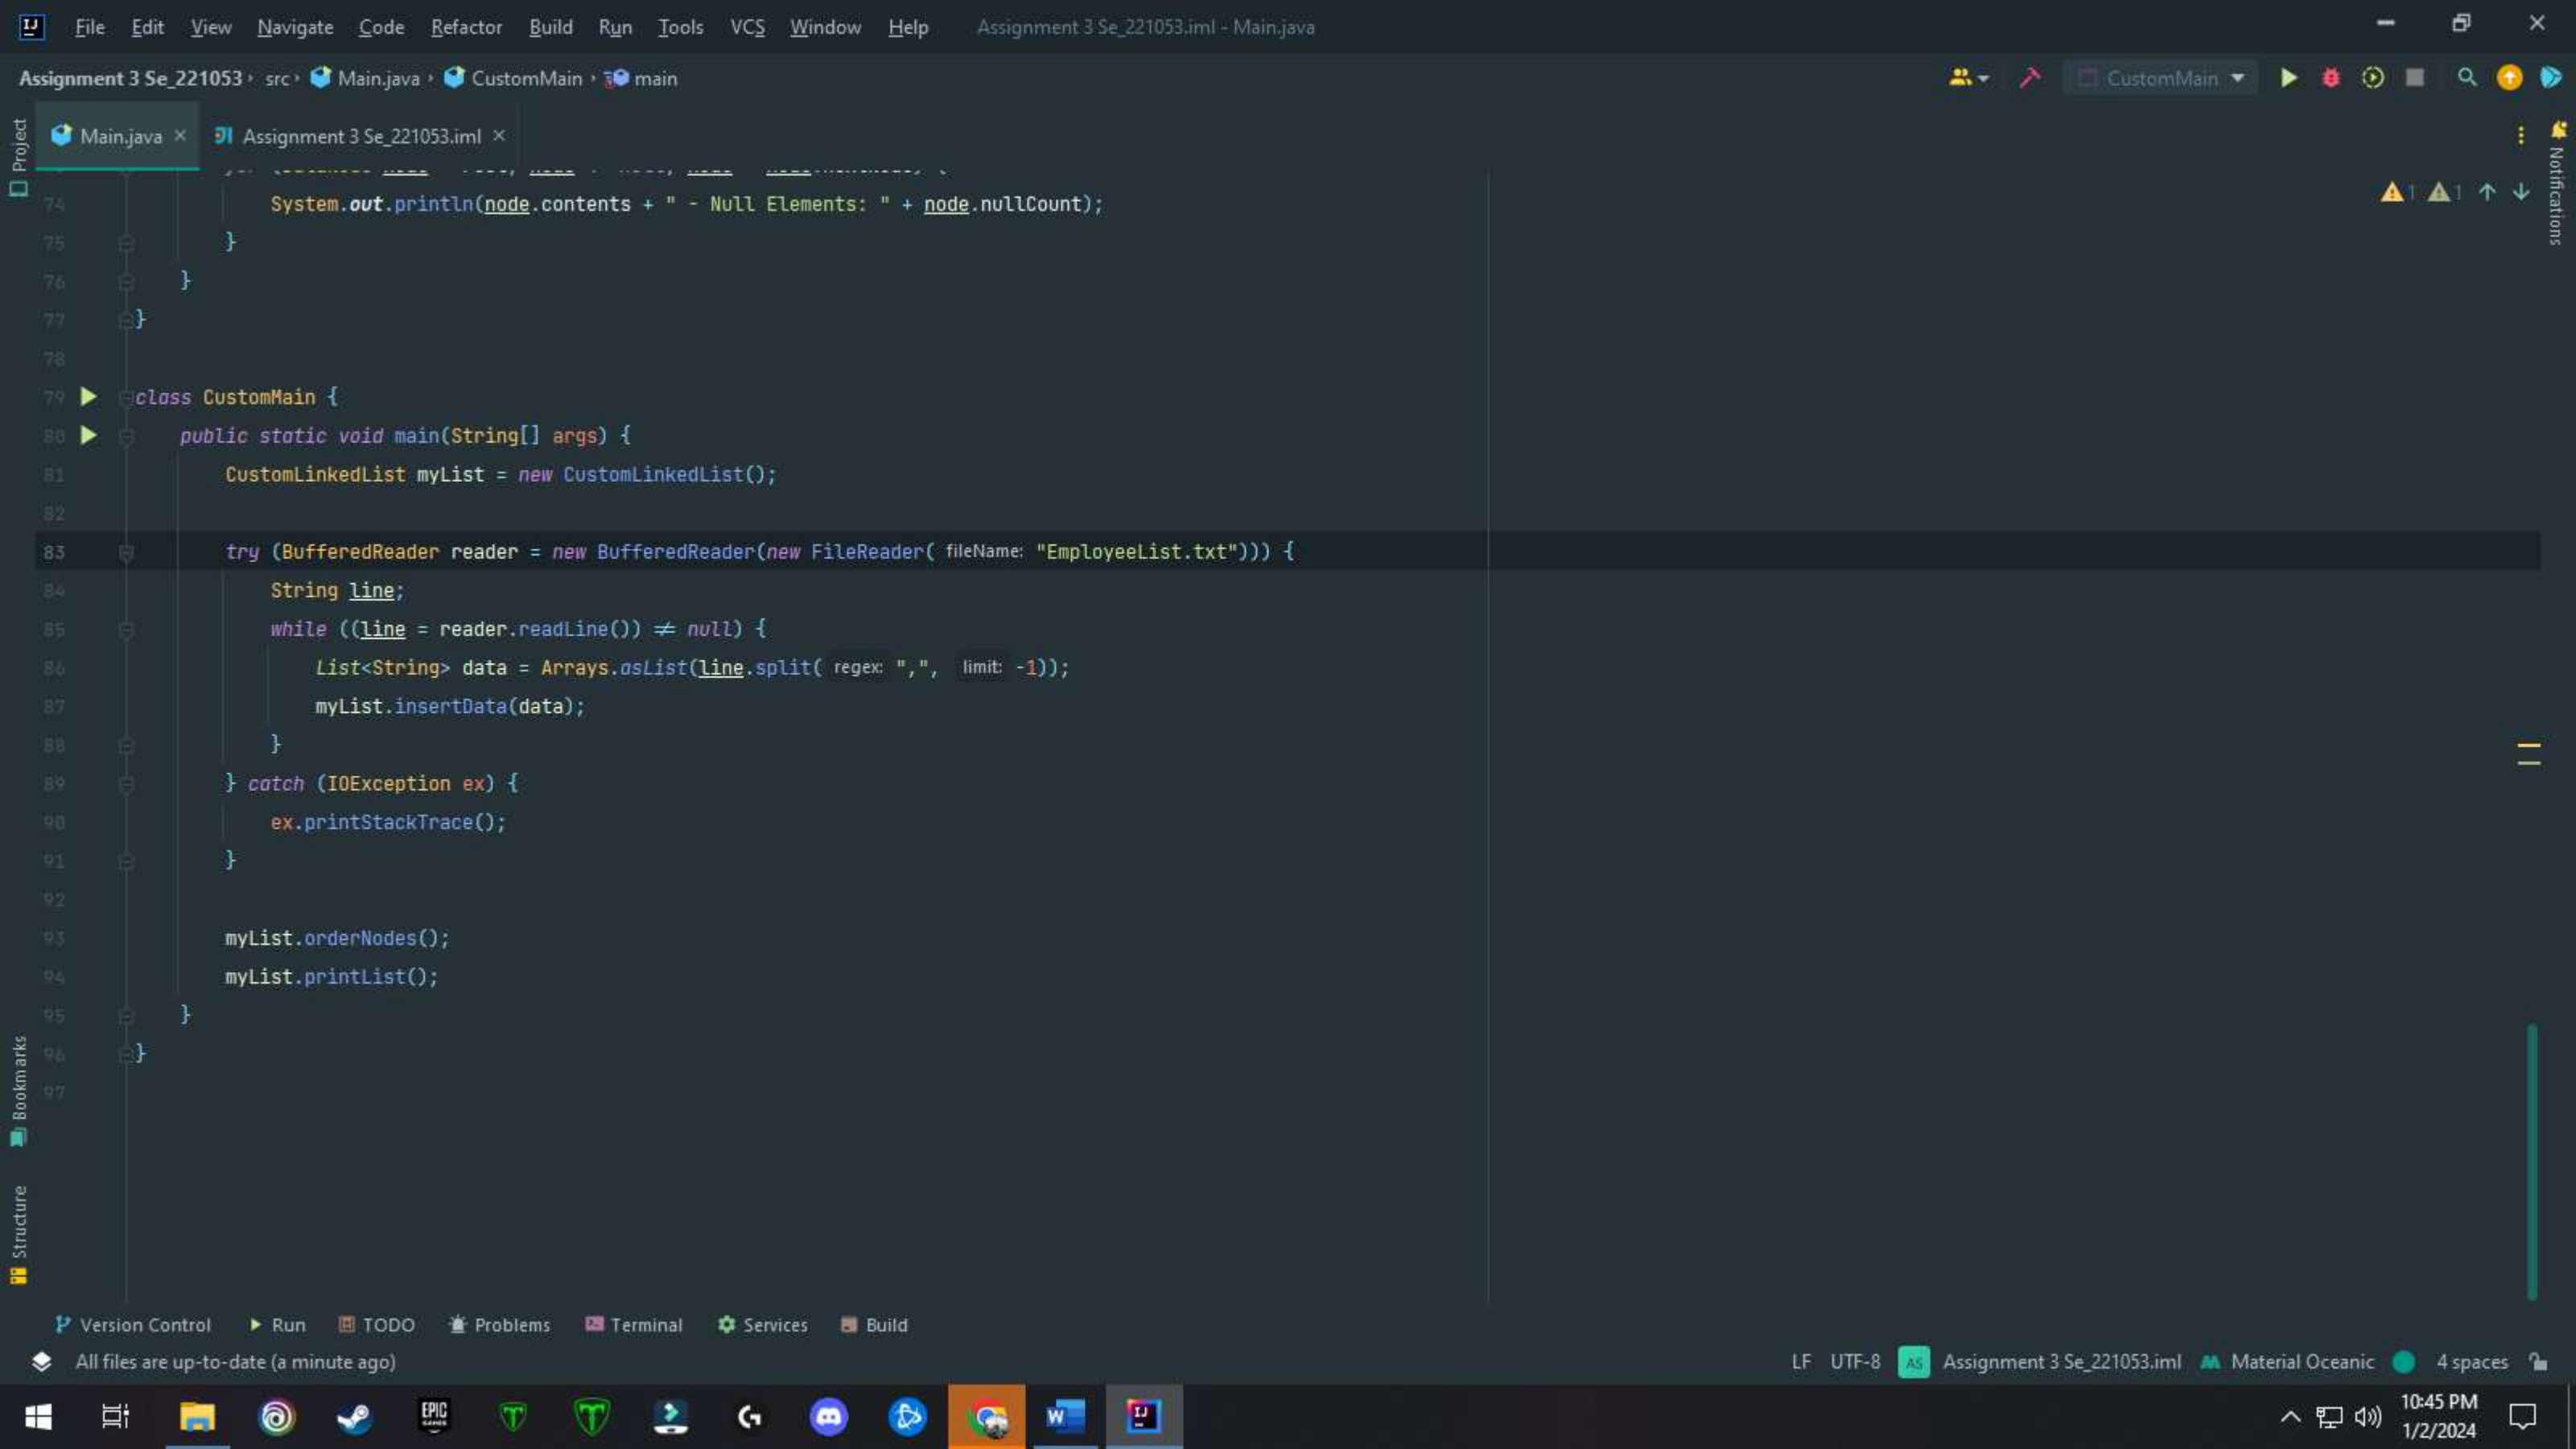 File Edit View Navigate Code Refactor Build Run Tools VCS Window Help Assignment 3 Se_221053.iml - Main.java
Assignment 3 Se_221053 src Main.java CustomMain main CustomMain
Project
Main.java Assignment 3 Se_221053.iml
Notifications
1 1
74 System.out.println(node.contents + " - Null Elements: " + node.nullCount);
75 }
76 }
77 }
78
79 class CustomMain {
80 public static void main(String[] args) {
81 CustomLinkedList myList = new CustomLinkedList();
82
83 try (BufferedReader reader = new BufferedReader(new FileReader( fileName: "EmployeeList.txt"))) {
84 String line;
85 while ((line = reader.readLine()) ≠ null) {
86 List<String> data = Arrays.asList(line.split( regex: ",", limit: -1));
87 myList.insertData(data);
88 }
89 } catch (IOException ex) {
90 ex.printStackTrace();
91 }
92
93 myList.orderNodes();
94 myList.printList();
95 }
96 }
97
Bookmarks
Structure
Version Control Run TODO Problems Terminal Services Build
All files are up-to-date (a minute ago) LF UTF-8 AS Assignment 3 Se_221053.iml Material Oceanic 4 spaces
EPIC GAMES W IJ 10:45 PM
1/2/2024